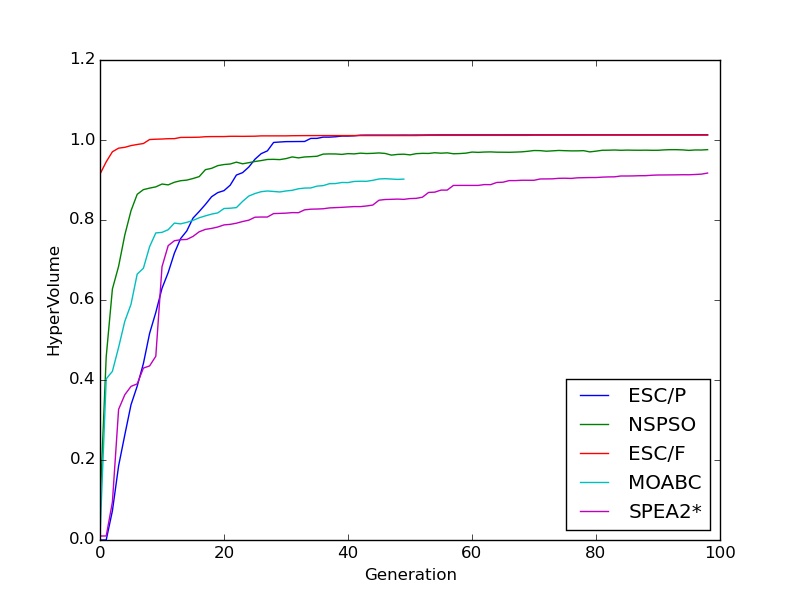 1.2
1.0
0.8
0.6
0.4
0.2
0.0
HyperVolume
0
20
40
60
80
100
Generation
ESC/P
NSPSO
ESC/F
MOABC
SPEA2*